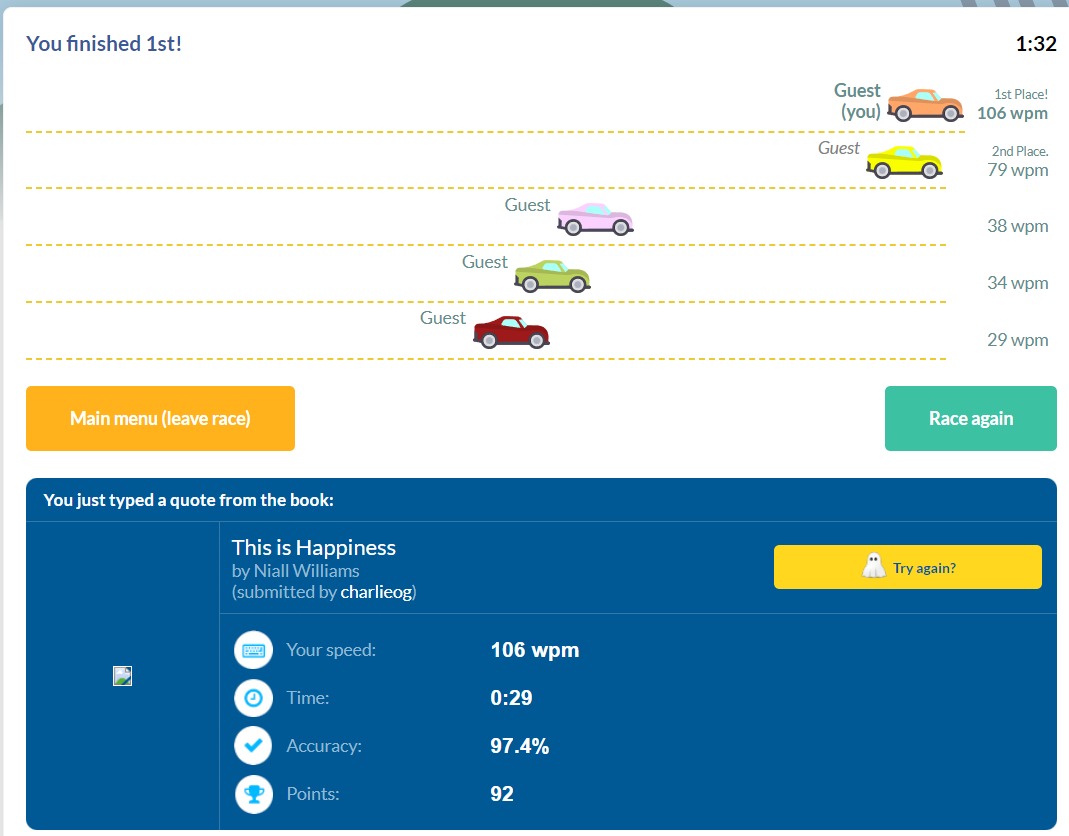 You finished 1st!
1:32
Guest
(you)
1st Place!
106 wpm
Guest
2nd Place.
79 wpm
Guest
38 wpm
Guest
34 wpm
Guest
29 wpm
Main menu (leave race)
Race again
You just typed a quote from the book:
This is Happiness
by Niall Williams
(submitted by charlieog)
Try again?
Your speed:
106 wpm
Time:
0:29
Accuracy:
97.4%
Points:
92